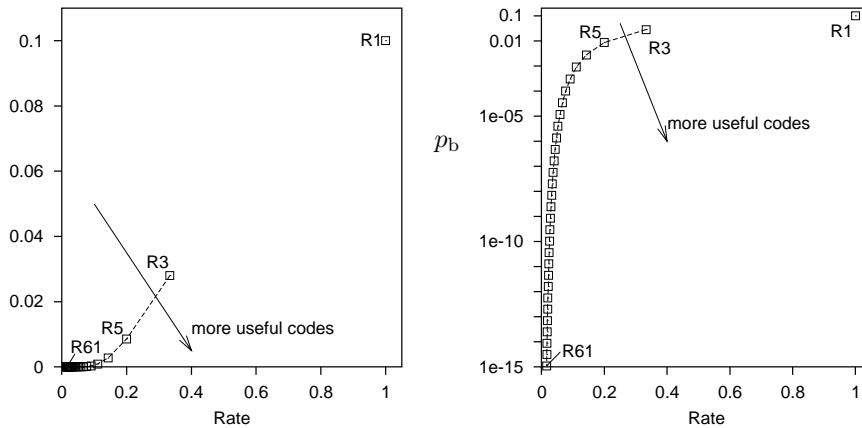 0.1
R1
0.08
0.06
0.04
R3
0.02
R5
more useful codes
R61
0
0 0.2 0.4 0.6 0.8 1
Rate
0.1
R5
R1
0.01
R3
1e-05
more useful codes
p_b
1e-10
R61
1e-15
0 0.2 0.4 0.6 0.8 1
Rate